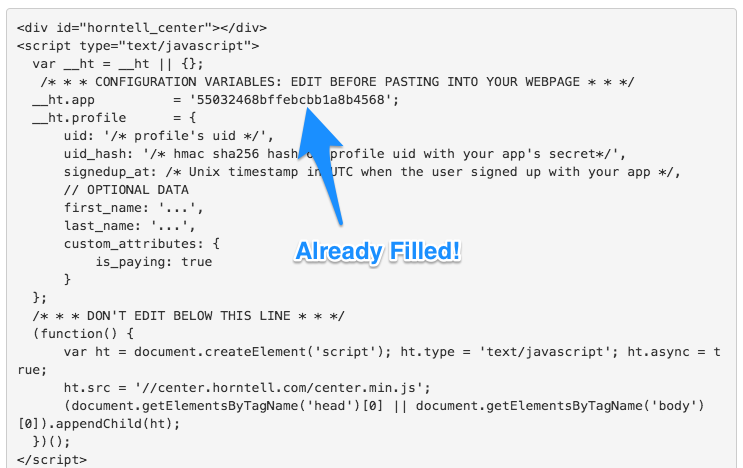 <div id="horntell_center"></div>
<script type="text/javascript">
  var __ht = __ht || {};
   /* * * CONFIGURATION VARIABLES: EDIT BEFORE PASTING INTO YOUR WEBPAGE * * */
  __ht.app          = '55032468bffebcbb1a8b4568';
  __ht.profile      = {
      uid: '/* profile's uid */',
      uid_hash: '/* hmac sha256 hash profile uid with your app's secret*/',
      signedup_at: /* Unix timestamp in UTC when the user signed up with your app */,
      // OPTIONAL DATA
      first_name: '...',
      last_name: '...',
      custom_attributes: {
          is_paying: true
      }
  };
Already Filled!
  /* * * DON'T EDIT BELOW THIS LINE * * */
  (function() {
      var ht = document.createElement('script'); ht.type = 'text/javascript'; ht.async = t
rue;
      ht.src = '//center.horntell.com/center.min.js';
      (document.getElementsByTagName('head')[0] || document.getElementsByTagName('body')
[0]).appendChild(ht);
  })();
</script>